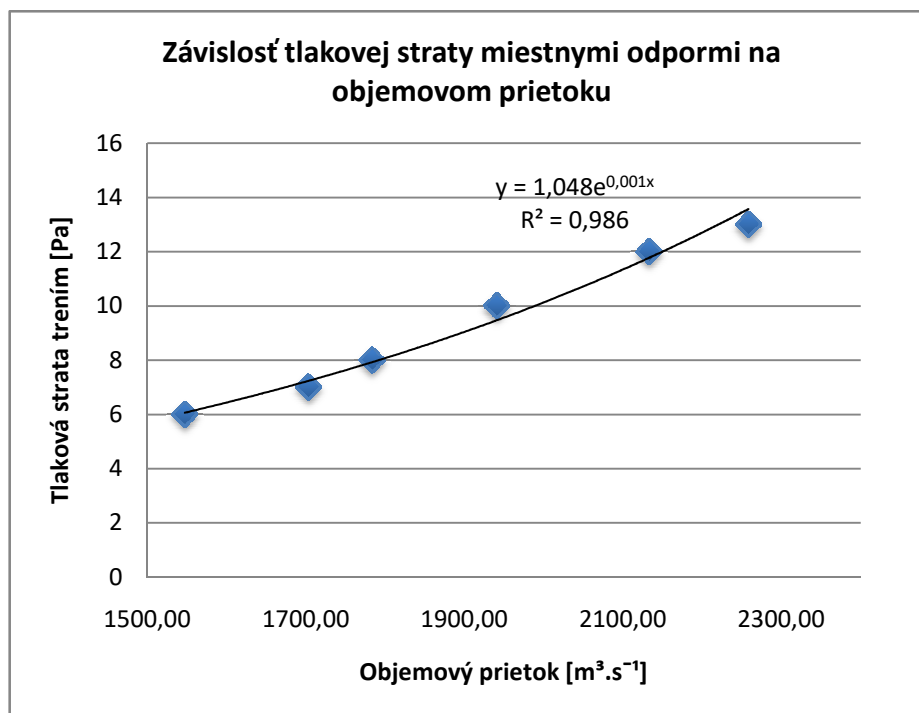 Závislosť tlakovej straty miestnymi odpormi na
objemovom prietoku
16
14
12
10
8
6
4
2
0
Tlaková strata trením [Pa]
y = 1,048e^0,001x
R² = 0,986
1500,00 1700,00 1900,00 2100,00 2300,00
Objemový prietok [m³.s⁻¹]